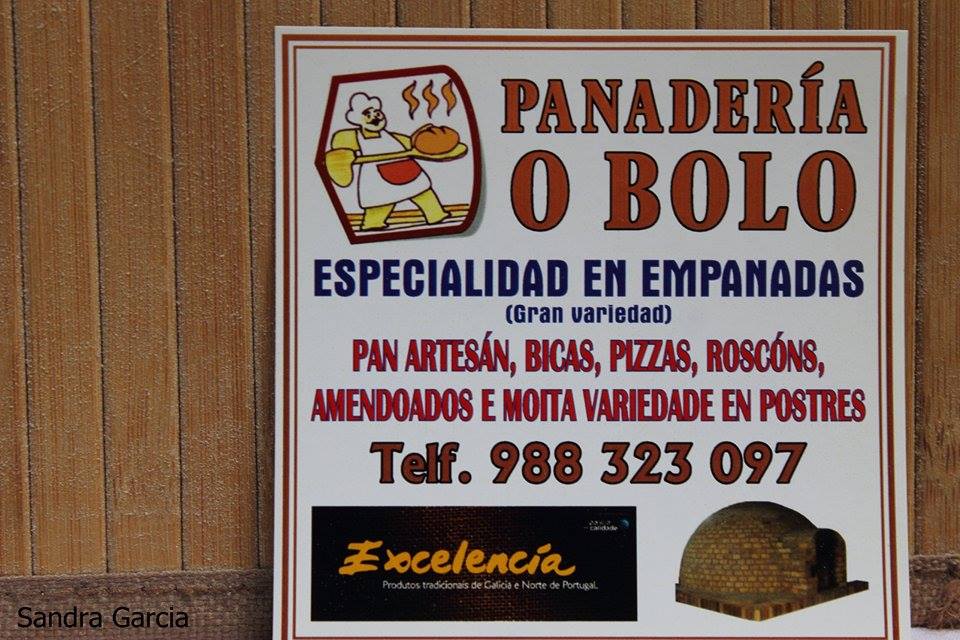 PANADERÍA
O BOLO
ESPECIALIDAD EN EMPANADAS
(Gran variedad)
PAN ARTESÁN, BICAS, PIZZAS, ROSCÓNS,
AMENDOADOS E MOITA VARIEDADE EN POSTRES
Telf. 988 323 097
calidade
Excelencia
Produtos tradicionais de Galicia e Norte de Portugal.
Sandra Garcia